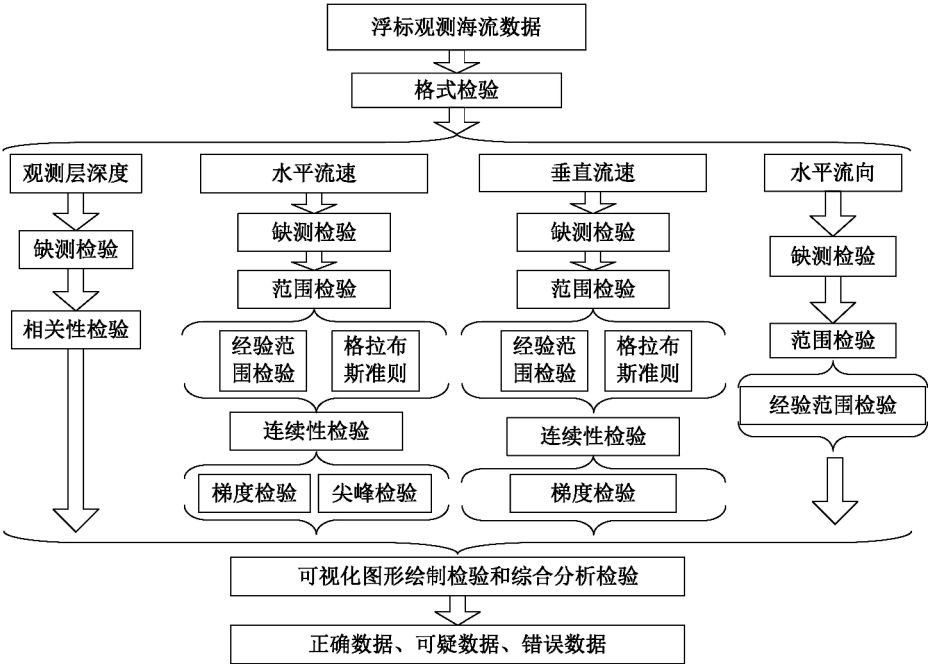 浮标观测海流数据
格式检验
观测层深度
水平流速
垂直流速
水平流向
缺测检验
缺测检验
缺测检验
缺测检验
范围检验
范围检验
相关性检验
范围检验
经验范
围检验
格拉布
斯准则
经验范
围检验
格拉布
斯准则
经验范围检验
连续性检验
连续性检验
梯度检验
尖峰检验
梯度检验
可视化图形绘制检验和综合分析检验
正确数据、可疑数据、错误数据